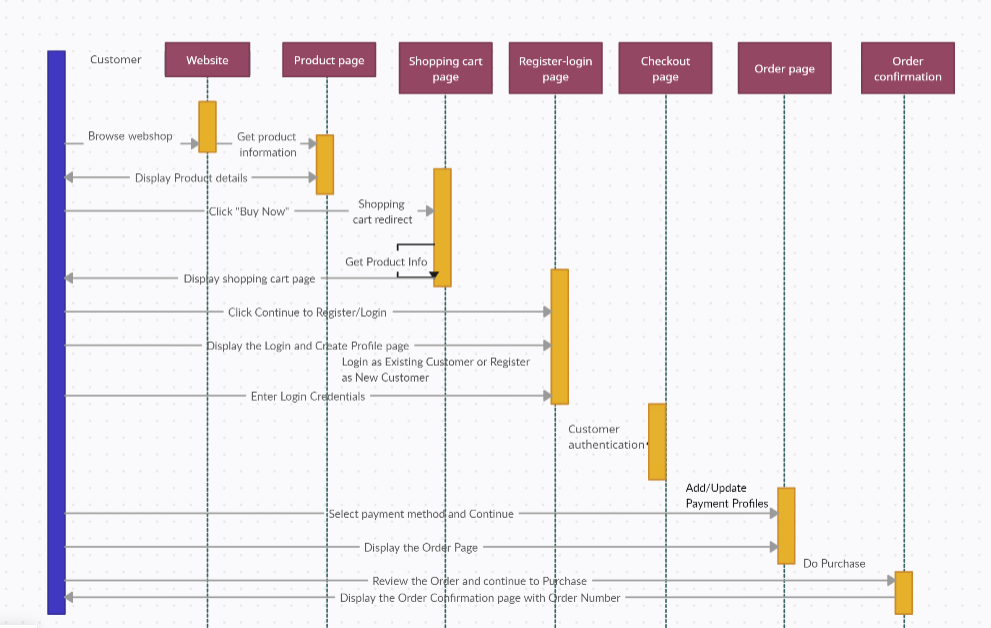 Customer
Website
Product page
Shopping cart
page
Register-login
page
Checkout
page
Order page
Order
confirmation
Browse webshop
Get product
information
Display Product details
Click "Buy Now"
Shopping
cart redirect
Get Product Info
Display shopping cart page
Click Continue to Register/Login
Display the Login and Create Profile page
Login as Existing Customer or Register
as New Customer
Enter Login Credentials
Customer
authentication
Add/Update
Payment Profiles
Select payment method and Continue
Display the Order Page
Do Purchase
Review the Order and continue to Purchase
Display the Order Confirmation page with Order Number